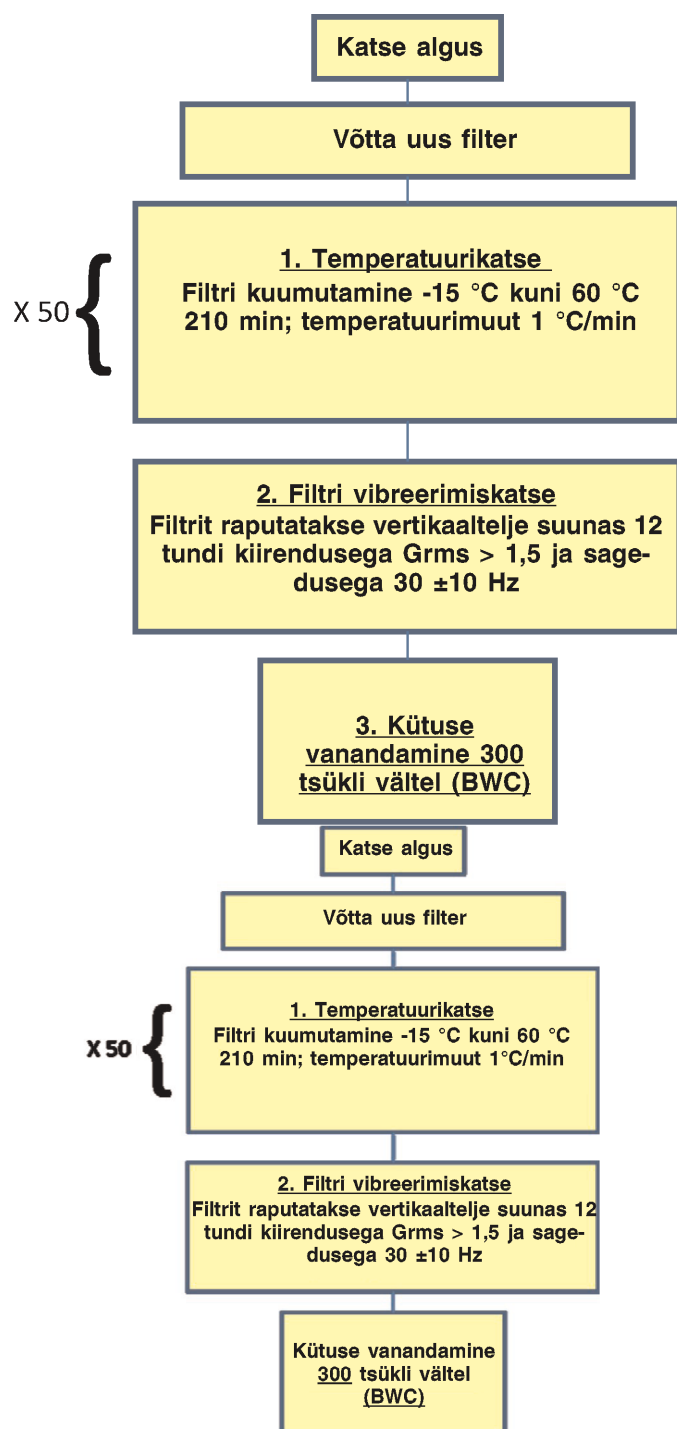 Katse algus
Võtta uus filter
1. Temperatuurikatse
Filtri kuumutamine -15 °C kuni 60 °C
210 min; temperatuurimuut 1 °C/min
X 50
2. Filtri vibreerimiskatse
Filtrit raputatakse vertikaaltelje suunas 12
tundi kiirendusega Grms > 1,5 ja sage-
dusega 30 ±10 Hz
3. Kütuse
vanandamine 300
tsükli vältel (BWC)
Katse algus
Võtta uus filter
1. Temperatuurikatse
Filtri kuumutamine -15 °C kuni 60 °C
210 min; temperatuurimuut 1°C/min
X 50
2. Filtri vibreerimiskatse
Filtrit raputatakse vertikaaltelje suunas 12
tundi kiirendusega Grms > 1,5 ja sage-
dusega 30 ±10 Hz
Kütuse vanandamine
300 tsükli vältel
(BWC)